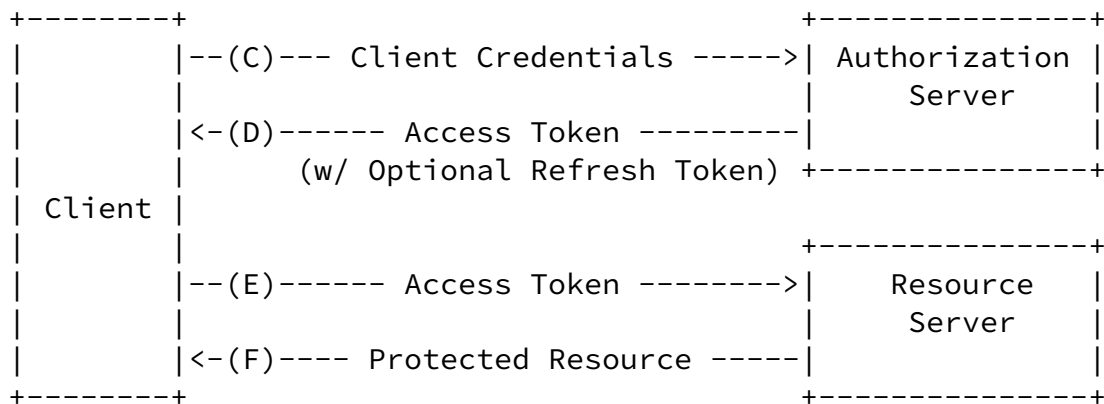 +--------+                                  +---------------+
|        |--(C)--- Client Credentials ----->| Authorization |
|        |                                  |     Server    |
|        |<-(D)------ Access Token ---------|               |
|        |      (w/ Optional Refresh Token) +---------------+
| Client |
|        |                                  +---------------+
|        |--(E)------ Access Token -------->|    Resource   |
|        |                                  |     Server    |
|        |<-(F)---- Protected Resource -----|               |
+--------+                                  +---------------+